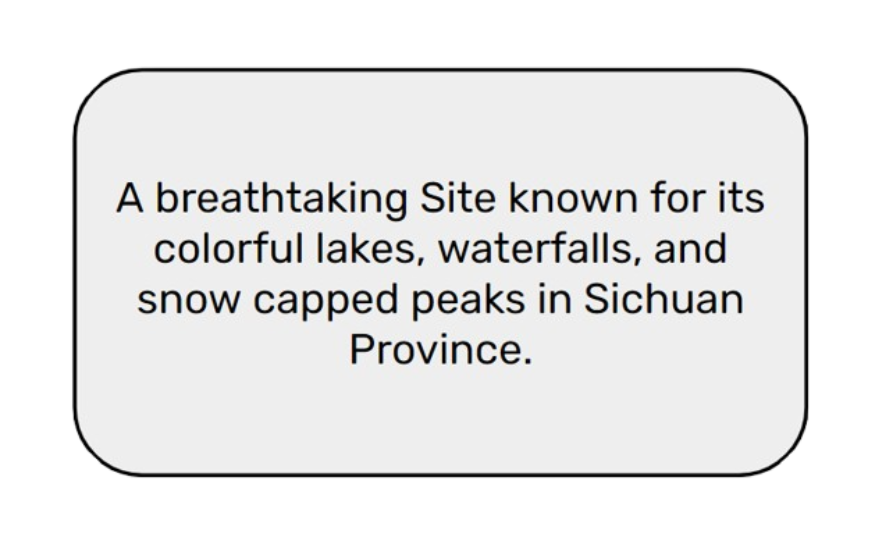 A breathtaking Site known for its
colorful lakes, waterfalls, and
snow capped peaks in Sichuan
Province.